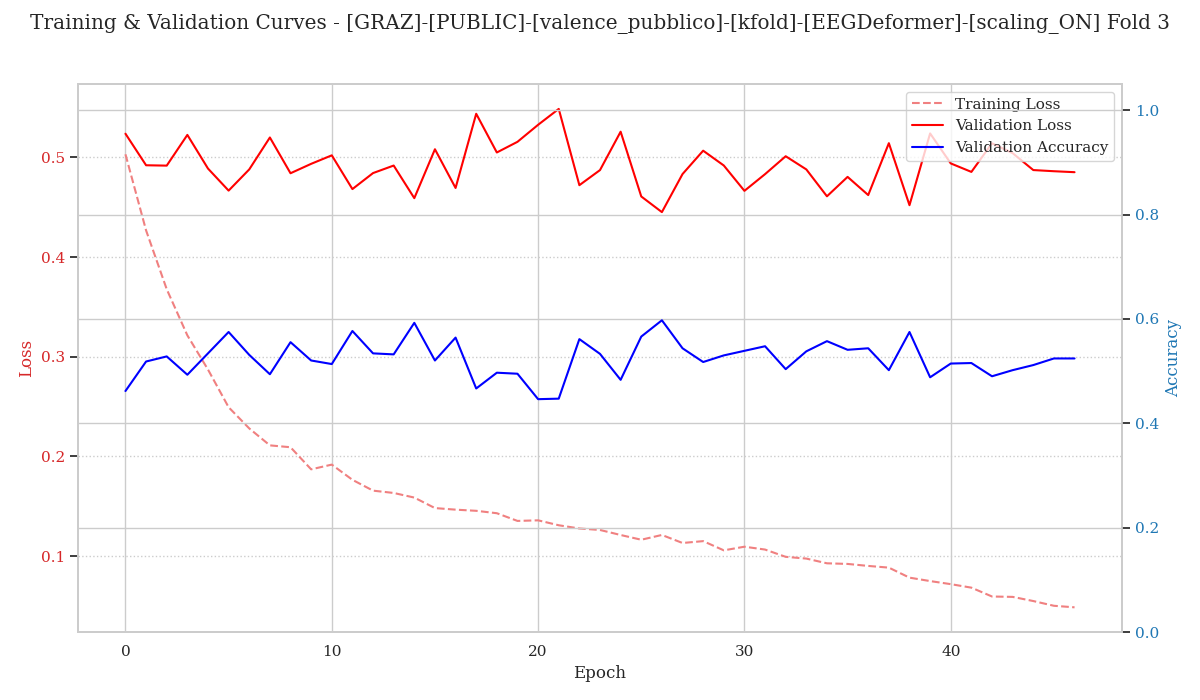 Training & Validation Curves - [GRAZ]-[PUBLIC]-[valence_pubblico]-[kfold]-[EEGDeformer]-[scaling_ON] Fold 3
Training Loss
Validation Loss
Validation Accuracy
0.5
0.4
0.3
0.2
0.1
Loss
1.0
0.8
0.6
0.4
0.2
0.0
Accuracy
0
10
20
30
40
Epoch